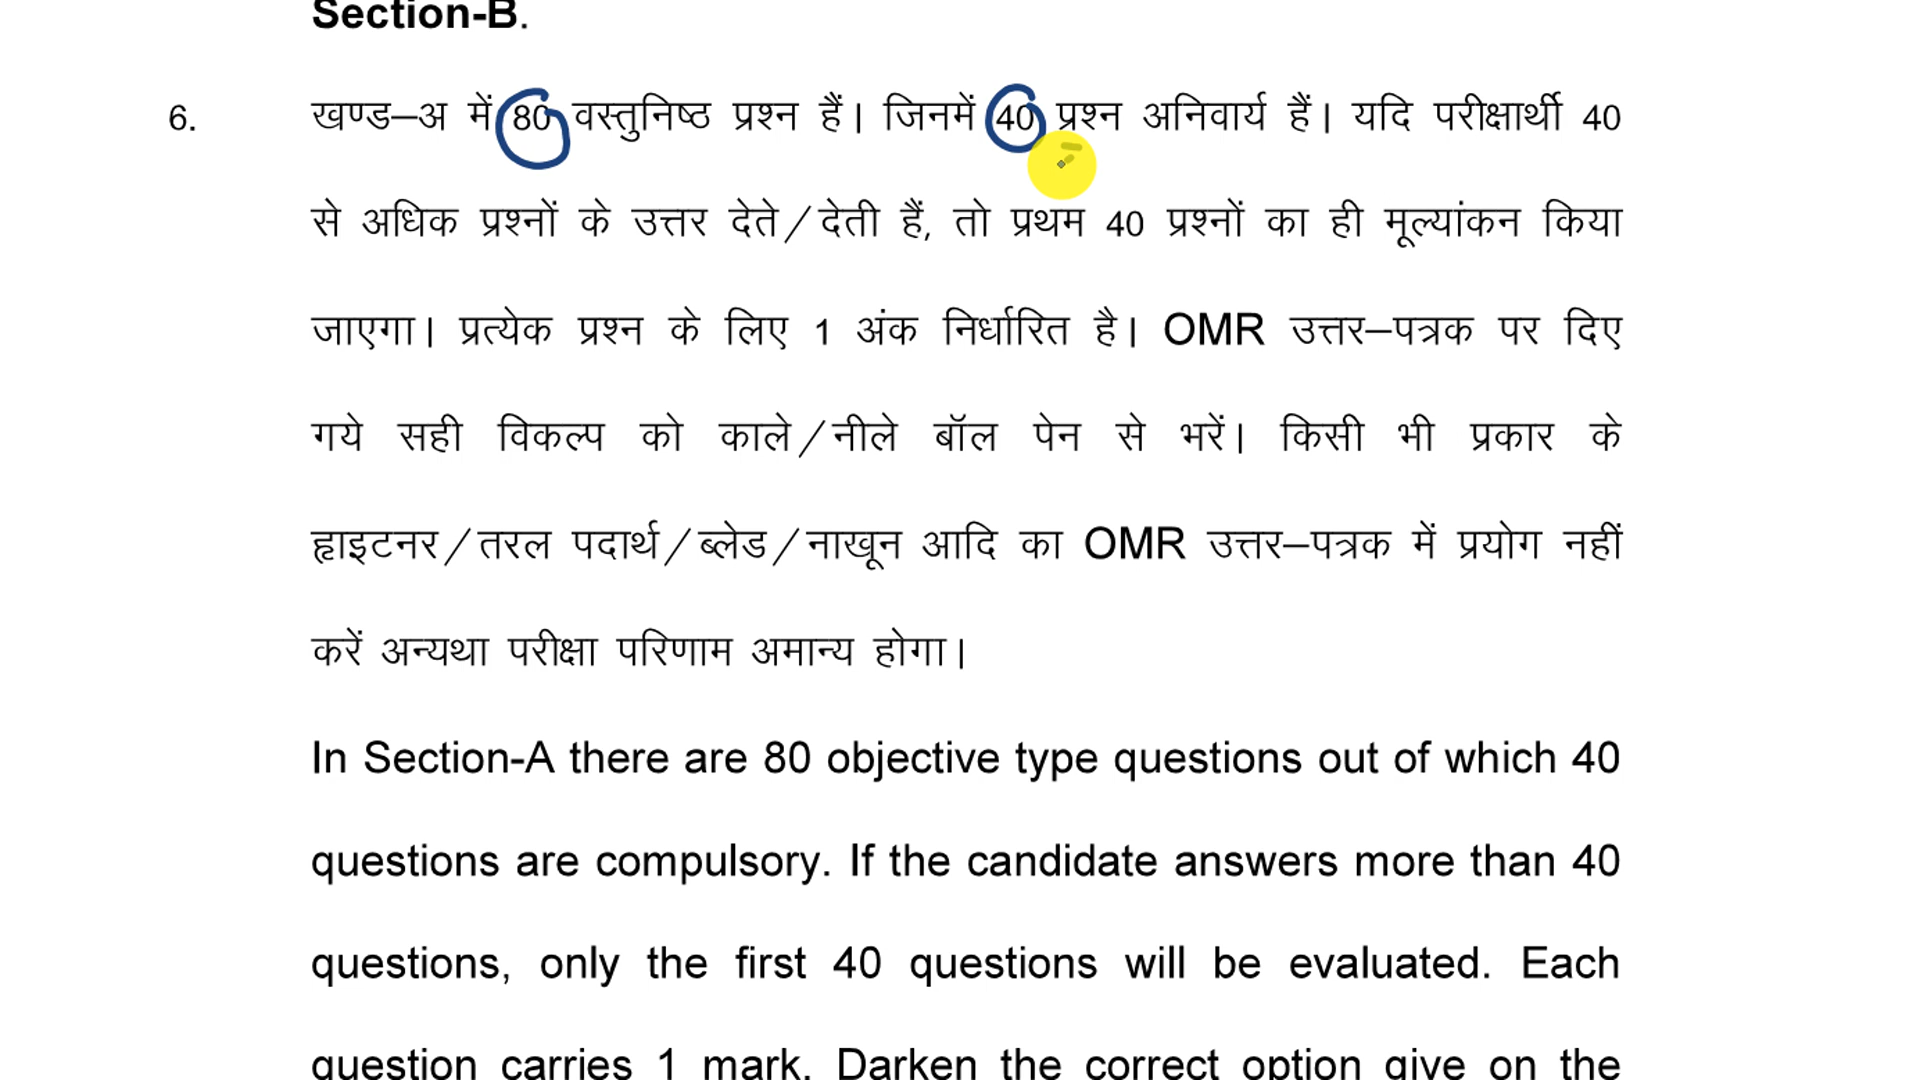 Section-B.
6. खण्ड–अ में 80 वस्तुनिष्ठ प्रश्न हैं। जिनमें 40 प्रश्न अनिवार्य हैं। यदि परीक्षार्थी 40
से अधिक प्रश्नों के उत्तर देते/देती हैं, तो प्रथम 40 प्रश्नों का ही मूल्यांकन किया
जाएगा। प्रत्येक प्रश्न के लिए 1 अंक निर्धारित है। OMR उत्तर–पत्रक पर दिए
गये सही विकल्प को काले/नीले बॉल पेन से भरें। किसी भी प्रकार के
ह्वाइटनर/तरल पदार्थ/ब्लेड/नाखून आदि का OMR उत्तर–पत्रक में प्रयोग नहीं
करें अन्यथा परीक्षा परिणाम अमान्य होगा।
In Section-A there are 80 objective type questions out of which 40
questions are compulsory. If the candidate answers more than 40
questions, only the first 40 questions will be evaluated. Each
question carries 1 mark. Darken the correct option give on the